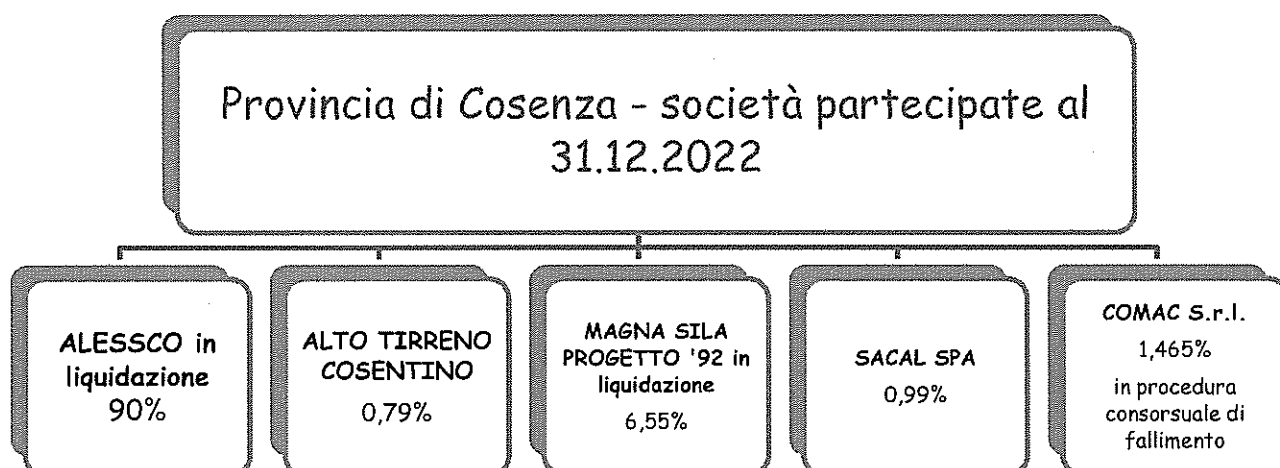 Provincia di Cosenza - società partecipate al
31.12.2022
ALESSCO in
liquidazione
90%
ALTO TIRRENO
COSENTINO
0,79%
MAGNA SILA
PROGETTO '92 in
liquidazione
6,55%
SACAL SPA
0,99%
COMAC S.r.l.
1,465%
in procedura
consorsuale di
fallimento